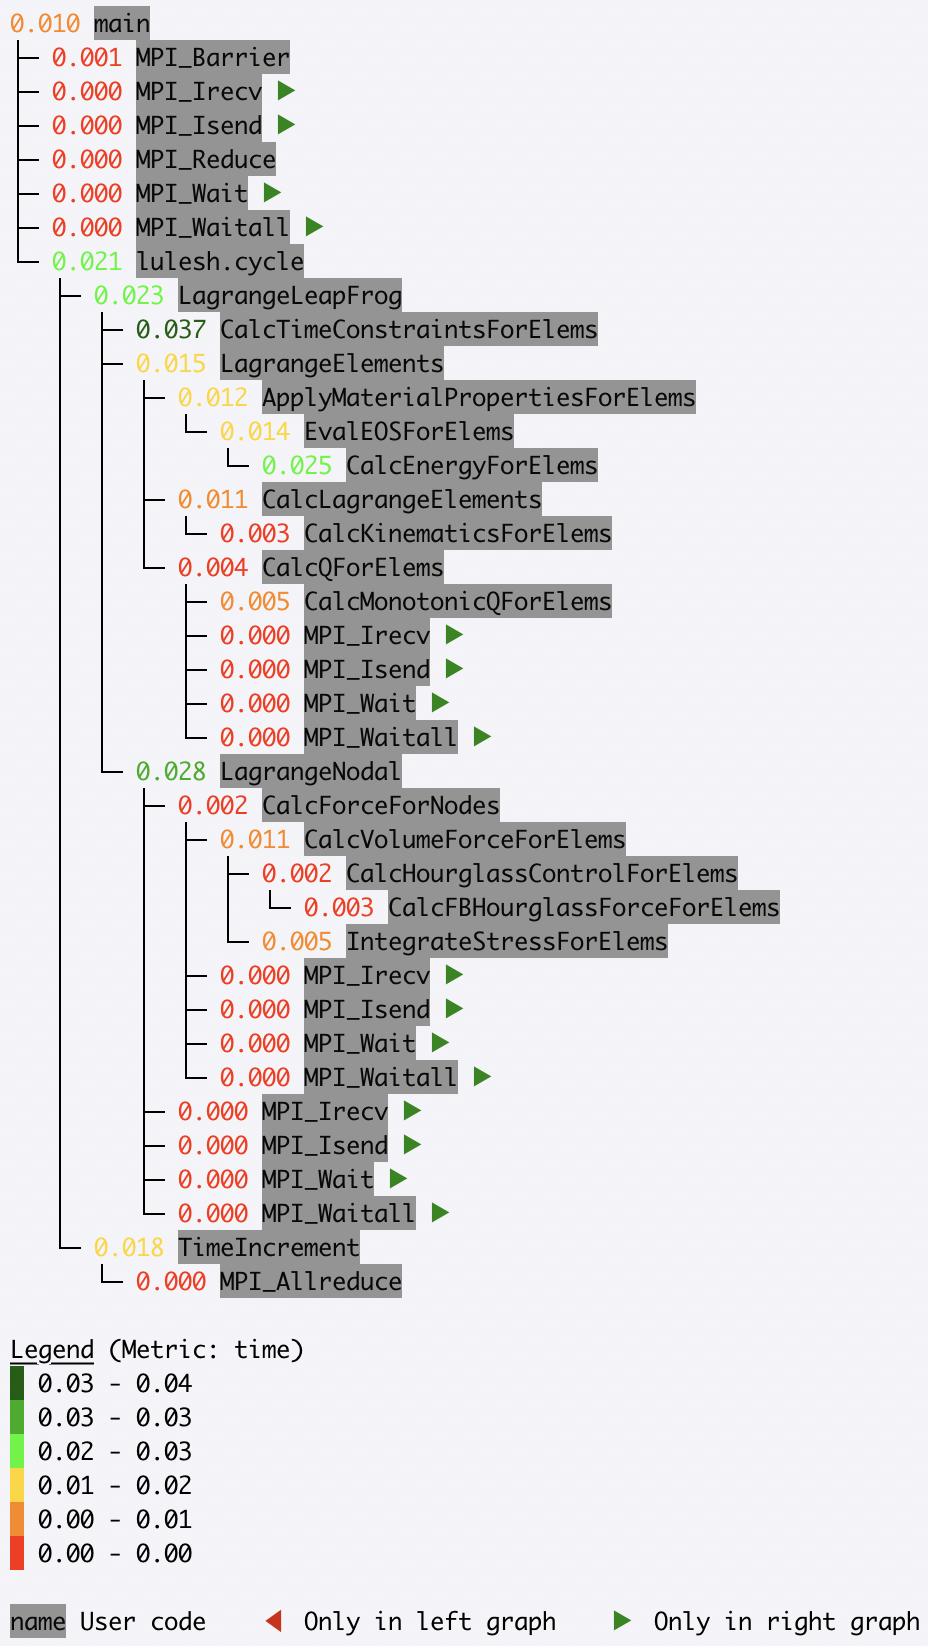 0.010 main
0.001 MPI_Barrier
0.000 MPI_Irecv ▶
0.000 MPI_Isend ▶
0.000 MPI_Reduce
0.000 MPI_Wait ▶
0.000 MPI_Waitall ▶
0.021 lulesh.cycle
0.023 LagrangeLeapFrog
0.037 CalcTimeConstraintsForElems
0.015 LagrangeElements
0.012 ApplyMaterialPropertiesForElems
0.014 EvalEOSForElems
0.025 CalcEnergyForElems
0.011 CalcLagrangeElements
0.003 CalcKinematicsForElems
0.004 CalcQForElems
0.005 CalcMonotonicQForElems
0.000 MPI_Irecv ▶
0.000 MPI_Isend ▶
0.000 MPI_Wait ▶
0.000 MPI_Waitall ▶
0.028 LagrangeNodal
0.002 CalcForceForNodes
0.011 CalcVolumeForceForElems
0.002 CalcHourglassControlForElems
0.003 CalcFBHourglassForceForElems
0.005 IntegrateStressForElems
0.000 MPI_Irecv ▶
0.000 MPI_Isend ▶
0.000 MPI_Wait ▶
0.000 MPI_Waitall ▶
0.000 MPI_Irecv ▶
0.000 MPI_Isend ▶
0.000 MPI_Wait ▶
0.000 MPI_Waitall ▶
0.018 TimeIncrement
0.000 MPI_Allreduce
Legend (Metric: time)
0.03 - 0.04
0.03 - 0.03
0.02 - 0.03
0.01 - 0.02
0.00 - 0.01
0.00 - 0.00
name User code ◀ Only in left graph ▶ Only in right graph